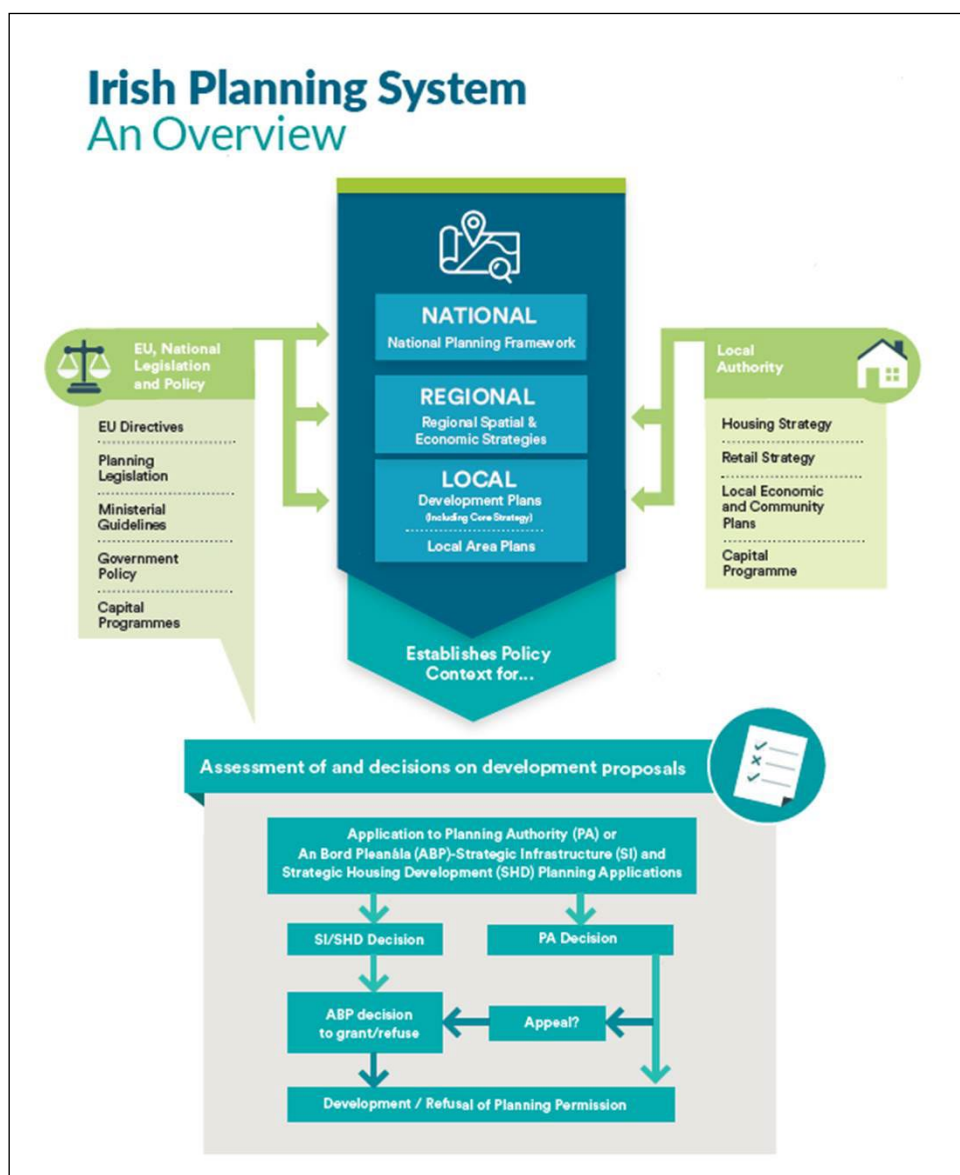 Irish Planning System
An Overview
NATIONAL
National Planning Framework
REGIONAL
Regional Spatial &
Economic Strategies
LOCAL
Development Plans
(Including Core Strategy)
Local Area Plans
EU, National
Legislation
and Policy
EU Directives
Planning
Legislation
Ministerial
Guidelines
Government
Policy
Capital
Programmes
Local
Authority
Housing Strategy
Retail Strategy
Local Economic
and Community
Plans
Capital
Programme
Establishes Policy
Context for...
Assessment of and decisions on development proposals
Application to Planning Authority (PA) or
An Bord Pleanála (ABP)-Strategic Infrastructure (SI) and
Strategic Housing Development (SHD) Planning Applications
SI/SHD Decision
PA Decision
ABP decision
to grant/refuse
Appeal?
Development / Refusal of Planning Permission